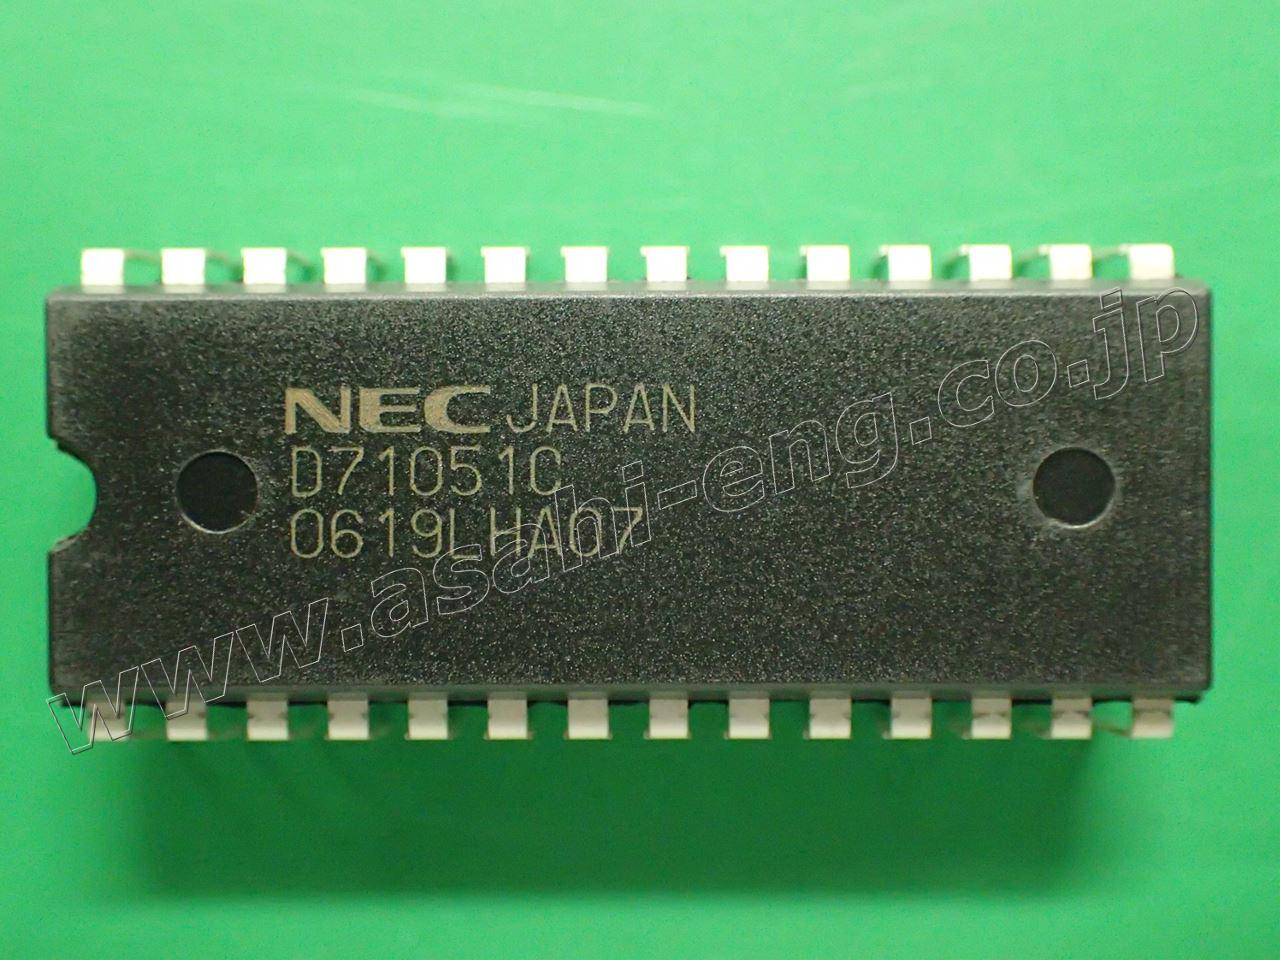 NEC JAPAN
D71051C
0619LHA07
www.asahi-eng.co.jp